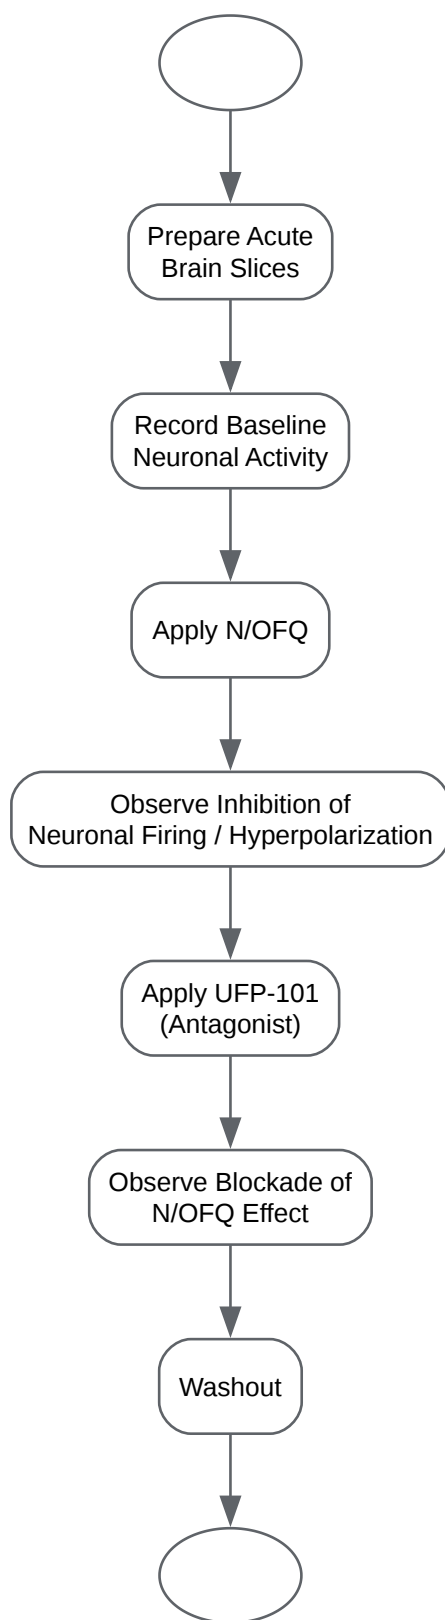 Prepare Acute
Brain Slices
Record Baseline
Neuronal Activity
Apply N/OFQ
Observe Inhibition of
Neuronal Firing / Hyperpolarization
Apply UFP-101
(Antagonist)
Observe Blockade of
N/OFQ Effect
Washout